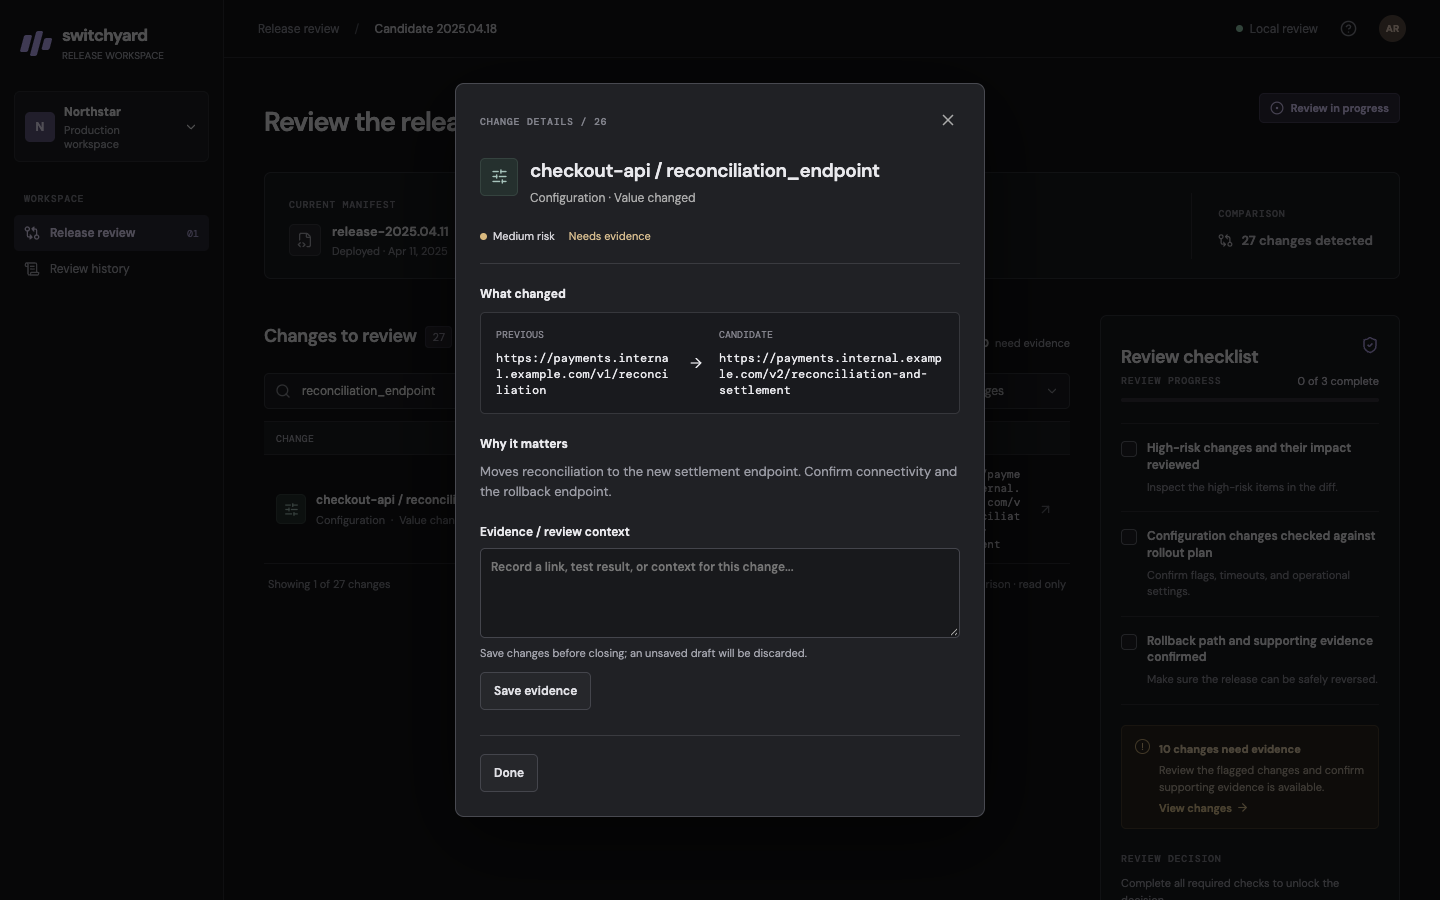 switchyard
RELEASE WORKSPACE
Release review / Candidate 2025.04.18
Local review
AR
N
Northstar
Production
workspace
WORKSPACE
Release review 01
Review history
Review the relea
Review in progress
CURRENT MANIFEST
release-2025.04.11
Deployed · Apr 11, 2025
COMPARISON
27 changes detected
Changes to review 27
need evidence
reconciliation_endpoint
CHANGE
checkout-api / reconcili
Configuration · Value chan
Showing 1 of 27 changes
CHANGE DETAILS / 26
checkout-api / reconciliation_endpoint
Configuration · Value changed
Medium risk Needs evidence
What changed
PREVIOUS
https://payments.interna
l.example.com/v1/reconci
liation
→
CANDIDATE
https://payments.internal.examp
le.com/v2/reconciliation-and-
settlement
Why it matters
Moves reconciliation to the new settlement endpoint. Confirm connectivity and
the rollback endpoint.
Evidence / review context
Record a link, test result, or context for this change...
Save changes before closing; an unsaved draft will be discarded.
Save evidence
Done
Review checklist
REVIEW PROGRESS 0 of 3 complete
High-risk changes and their impact
reviewed
Inspect the high-risk items in the diff.
Configuration changes checked against
rollout plan
Confirm flags, timeouts, and operational
settings.
Rollback path and supporting evidence
confirmed
Make sure the release can be safely reversed.
10 changes need evidence
Review the flagged changes and confirm
supporting evidence is available.
View changes →
REVIEW DECISION
Complete all required checks to unlock the